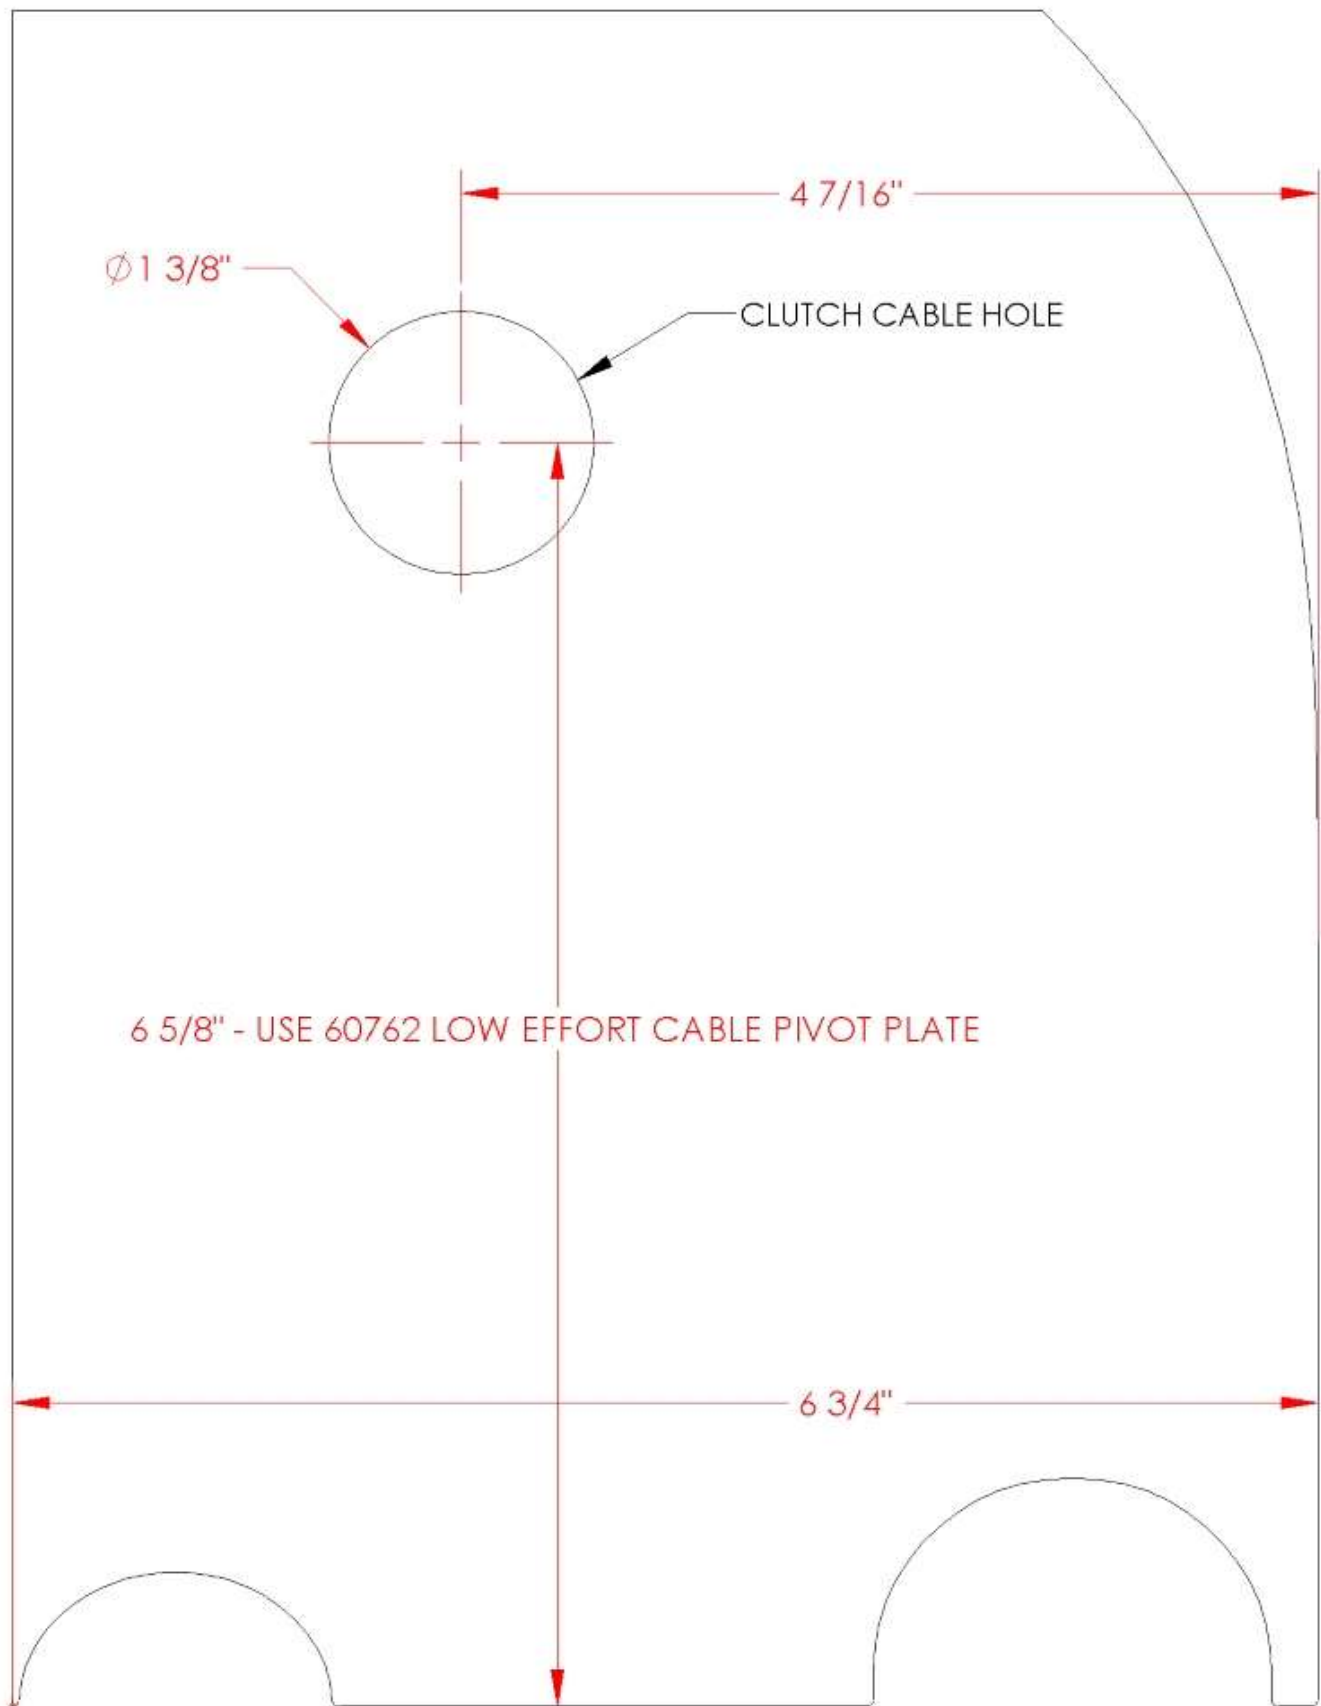 4 7/16"
Ø1 3/8"
CLUTCH CABLE HOLE
6 5/8" - USE 60762 LOW EFFORT CABLE PIVOT PLATE
6 3/4"